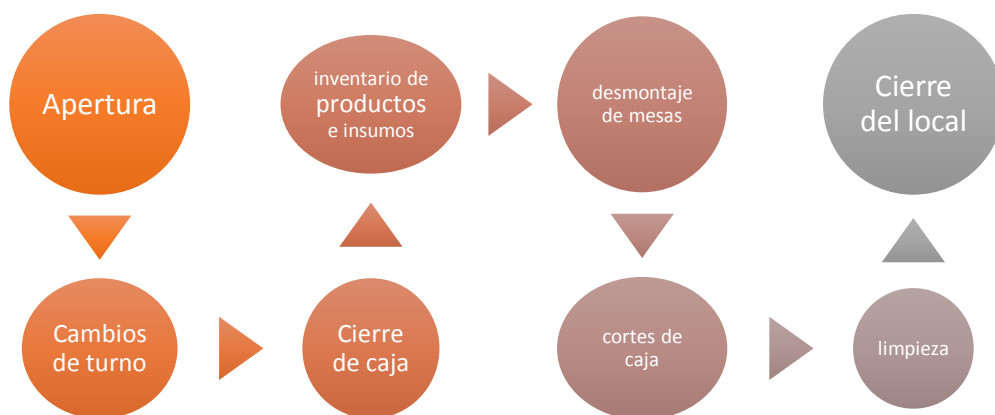 Apertura
Cambios
de turno
Cierre
de caja
inventario de
productos
e insumos
desmontaje
de mesas
cortes de
caja
limpieza
Cierre
del local